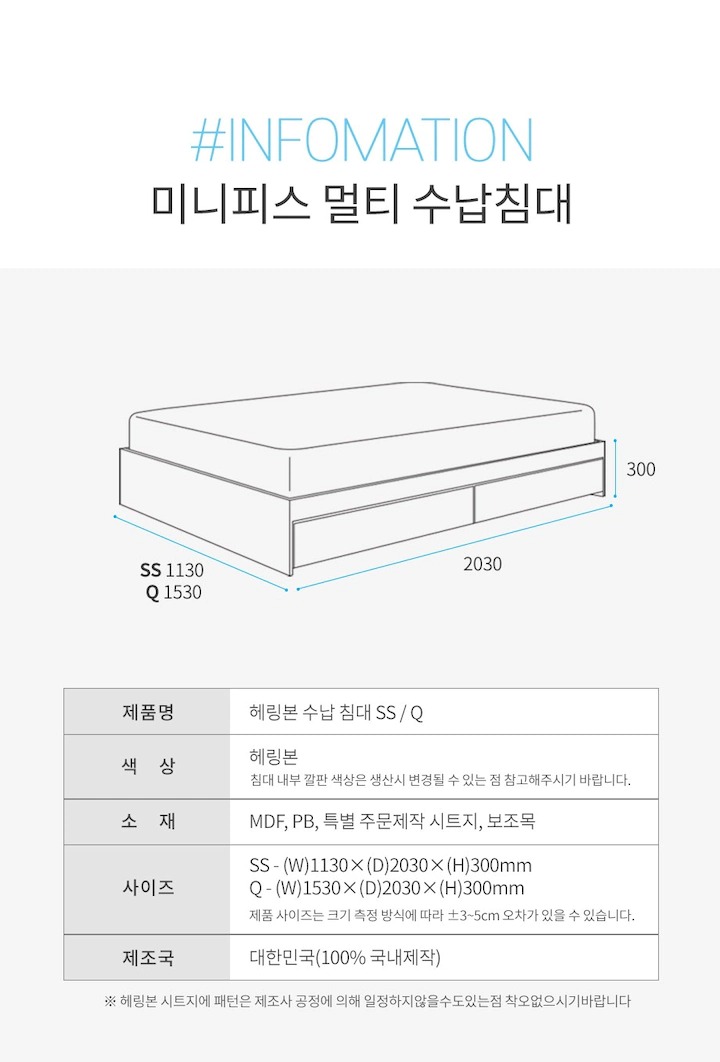 #INFOMATION
미니피스 멀티 수납침대
300
2030
SS 1130
Q 1530
제품명 헤링본 수납 침대 SS / Q
색 상 헤링본
침대 내부 깔판 색상은 생산시 변경될 수 있는 점 참고해주시기 바랍니다.
소 재 MDF, PB, 특별 주문제작 시트지, 보조목
사이즈 SS - (W)1130×(D)2030×(H)300mm
Q - (W)1530×(D)2030×(H)300mm
제품 사이즈는 크기 측정 방식에 따라 ±3~5cm 오차가 있을 수 있습니다.
제조국 대한민국(100% 국내제작)
※ 헤링본 시트지에 패턴은 제조사 공정에 의해 일정하지않을수도있는점 착오없으시기바랍니다